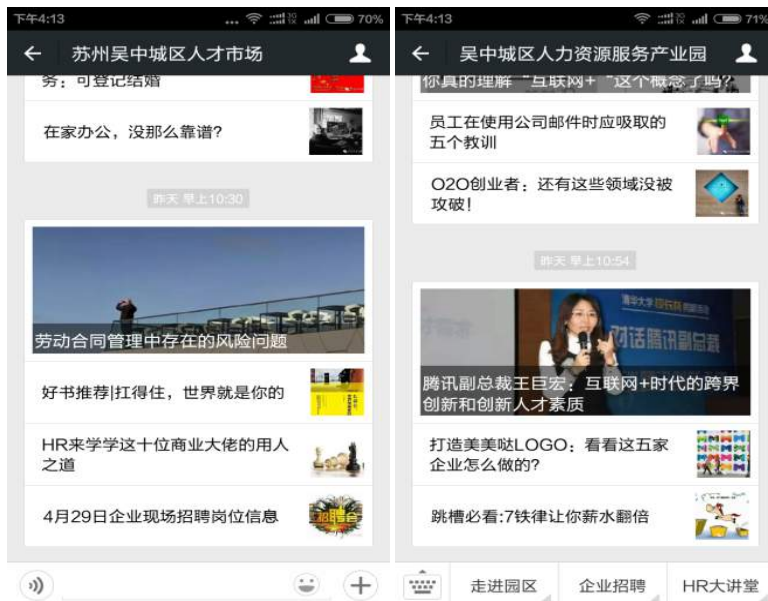 下午4:13
... 70%
苏州吴中城区人才市场
务；可登记结婚
在家办公，没那么靠谱？
昨天 早上10:30
劳动合同管理中存在的风险问题
好书推荐|扛得住，世界就是你的
HR来学学这十位商业大佬的用人
之道
4月29日企业现场招聘岗位信息
招聘会
下午4:13
71%
吴中城区人力资源服务产业园
你真的理解“互联网+”这个概念了吗？
员工在使用公司邮件时应吸取的
五个教训
O2O创业者：还有这些领域没被
攻破！
昨天 早上10:54
对话腾讯副总裁
腾讯副总裁王巨宏：互联网+时代的跨界
创新和创新人才素质
打造美美哒LOGO：看看这五家
企业怎么做的?
跳槽必看:7铁律让你薪水翻倍
走进园区
企业招聘
HR大讲堂